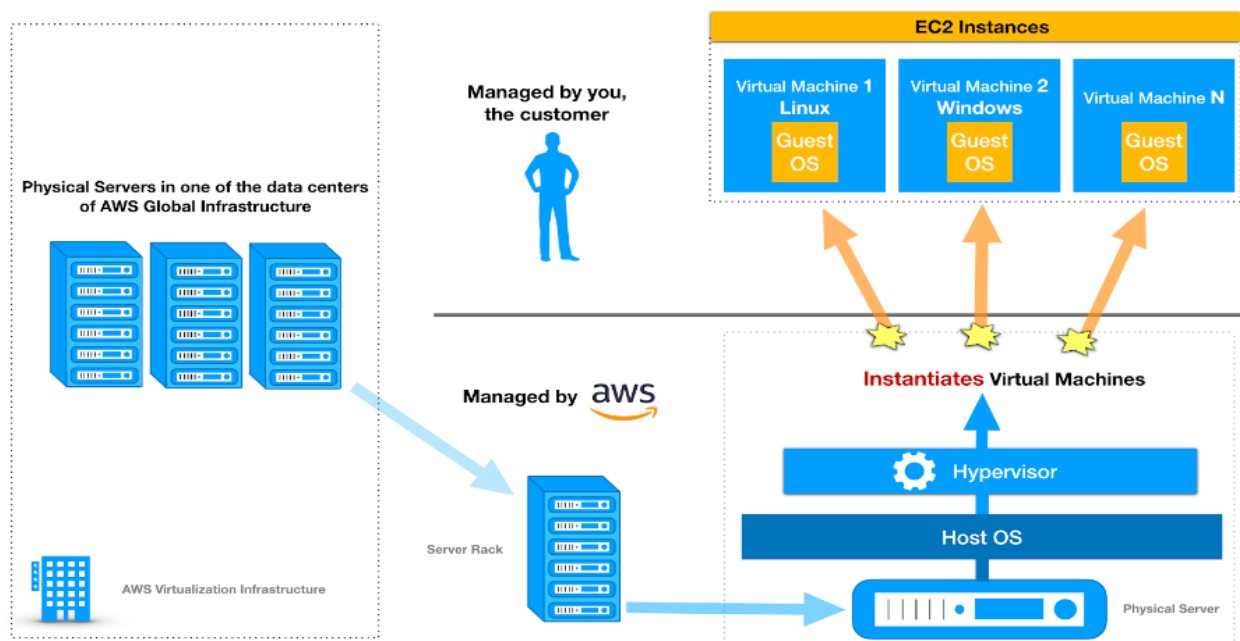 Physical Servers in one of the data centers
of AWS Global Infrastructure
AWS Virtualization Infrastructure
Managed by you,
the customer
EC2 Instances
Virtual Machine 1
Linux
Guest
OS
Virtual Machine 2
Windows
Guest
OS
Virtual Machine N
Guest
OS
Managed by aws
Server Rack
Instantiates Virtual Machines
Hypervisor
Host OS
Physical Server